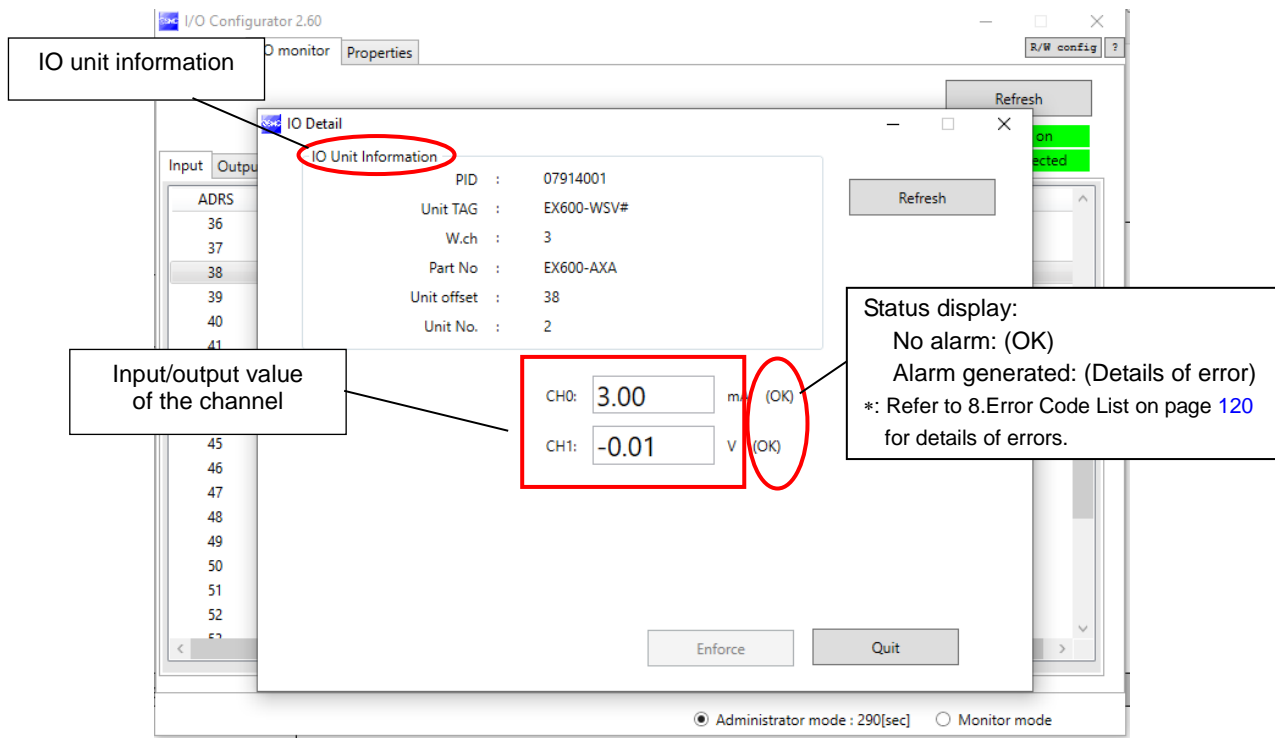 I/O Configurator 2.60
IO unit information
O monitor
Properties
R/W config
?
Refresh
IO Detail
on
ected
Input
Outpu
IO Unit Information
PID : 07914001
Refresh
Unit TAG : EX600-WSV#
W.ch : 3
Part No : EX600-AXA
Unit offset : 38
Unit No. : 2
ADRS
36
37
38
39
40
41
45
46
47
48
49
50
51
52
Status display:
No alarm: (OK)
Alarm generated: (Details of error)
*: Refer to 8.Error Code List on page 120
for details of errors.
Input/output value
of the channel
CH0: 3.00 mA (OK)
CH1: -0.01 V (OK)
Enforce
Quit
Administrator mode : 290[sec]
Monitor mode